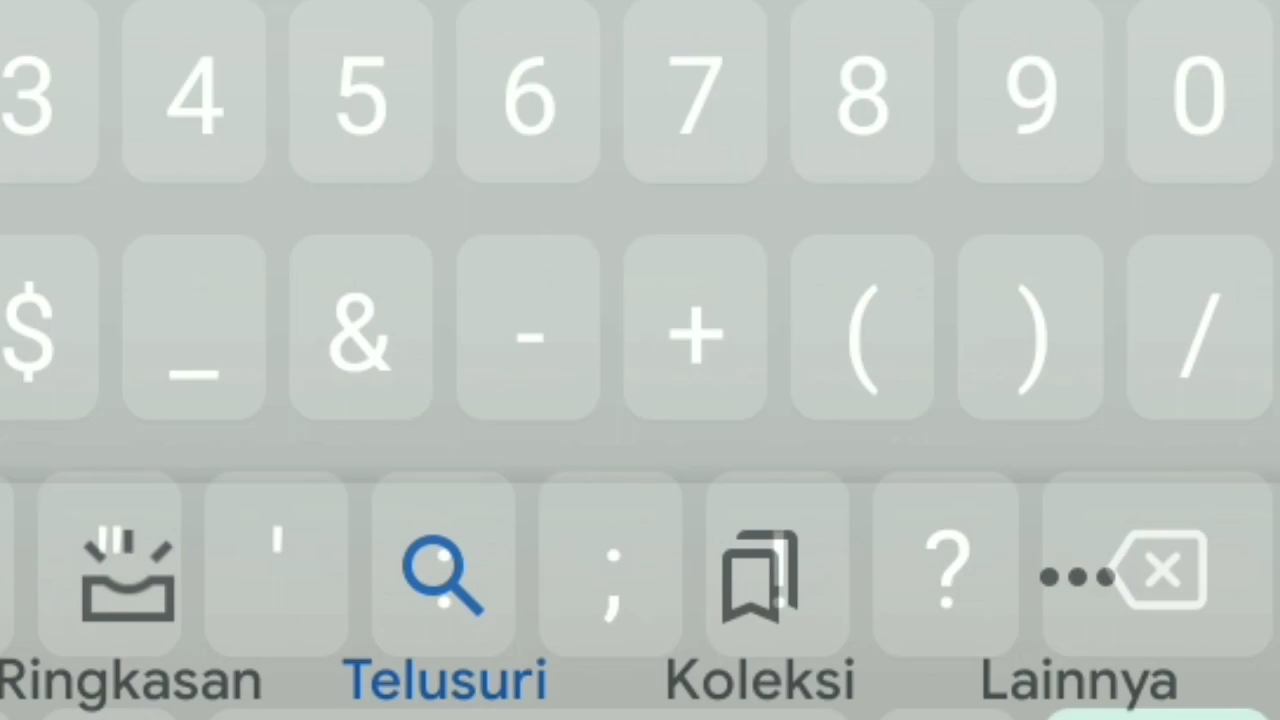 3 4 5 6 7 8 9 0
$ _ & - + ( ) /
" ' : ; ! ?
Ringkasan Telusuri Koleksi Lainnya